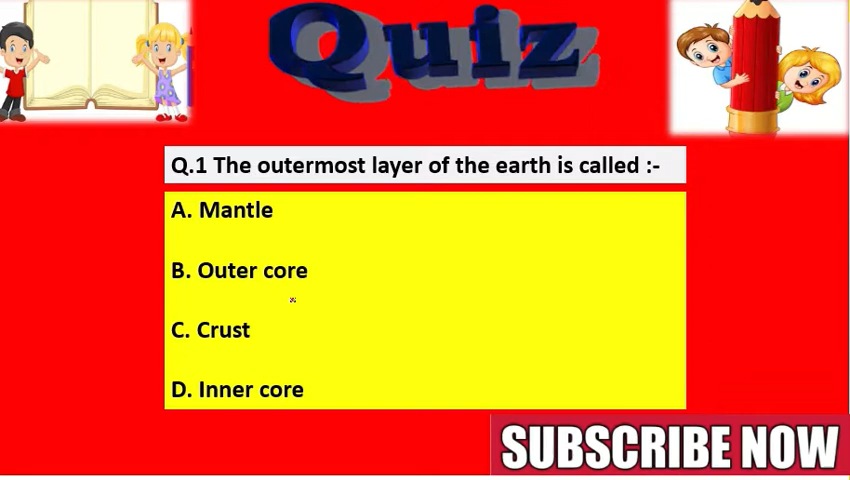 Quiz
Q.1 The outermost layer of the earth is called :-
A. Mantle
B. Outer core
C. Crust
D. Inner core
SUBSCRIBE NOW